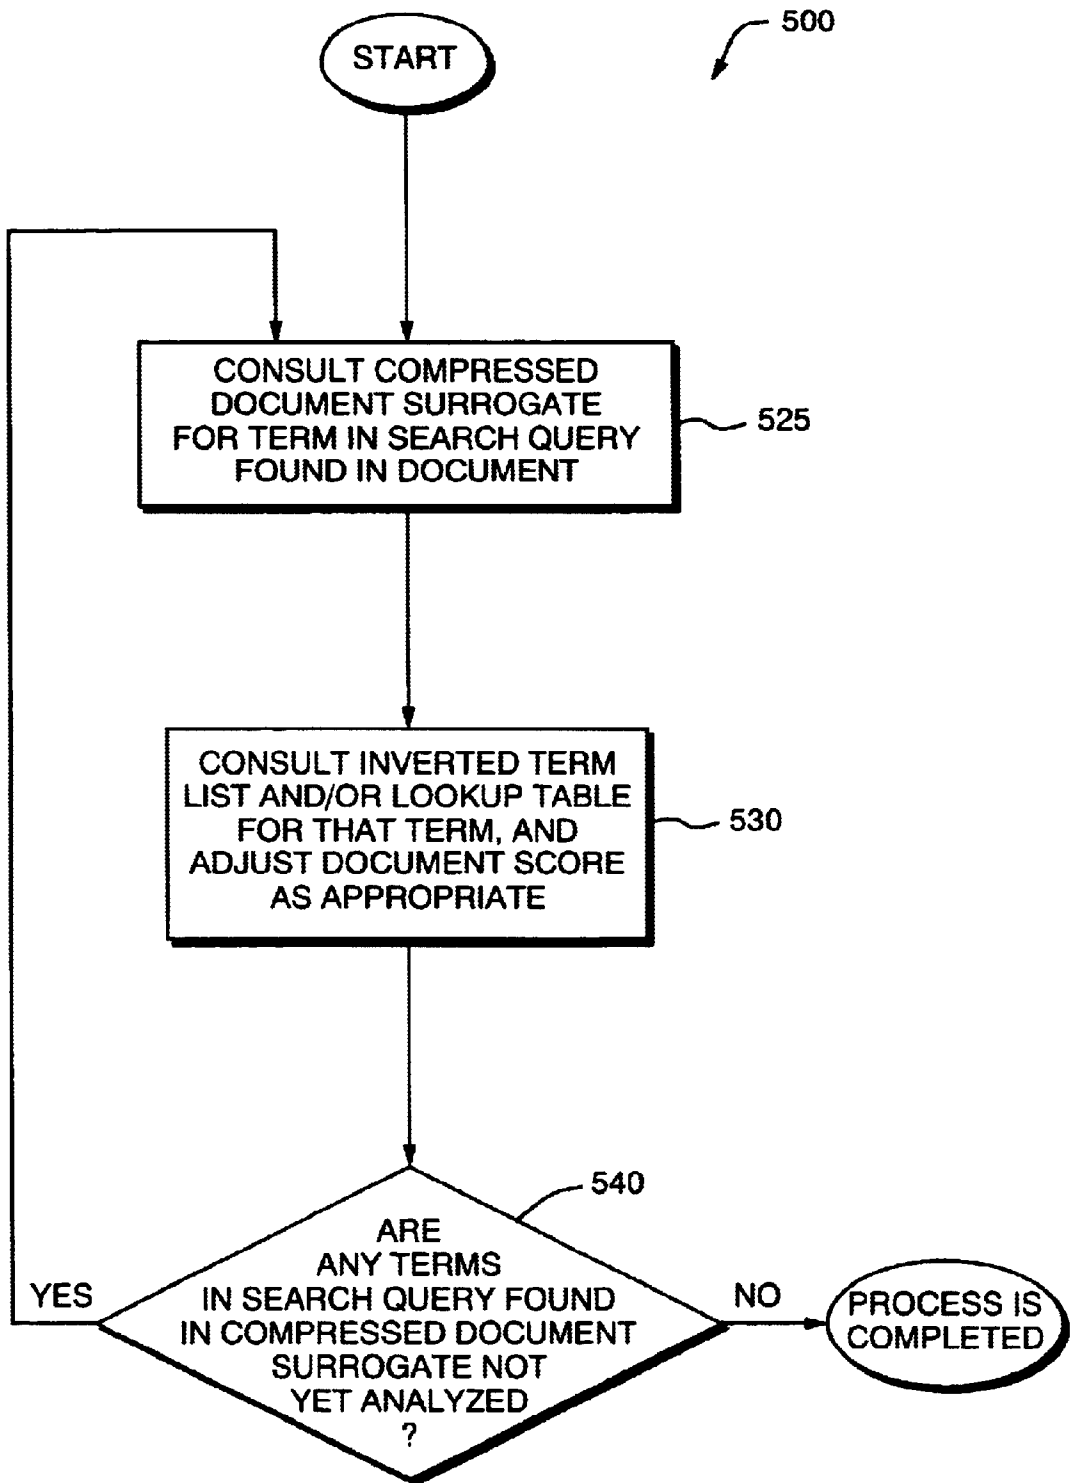 500
START
CONSULT COMPRESSED
DOCUMENT SURROGATE
FOR TERM IN SEARCH QUERY
FOUND IN DOCUMENT
525
CONSULT INVERTED TERM
LIST AND/OR LOOKUP TABLE
FOR THAT TERM, AND
ADJUST DOCUMENT SCORE
AS APPROPRIATE
530
540
ARE
ANY TERMS
IN SEARCH QUERY FOUND
IN COMPRESSED DOCUMENT
SURROGATE NOT
YET ANALYZED
?
YES
NO
PROCESS IS
COMPLETED